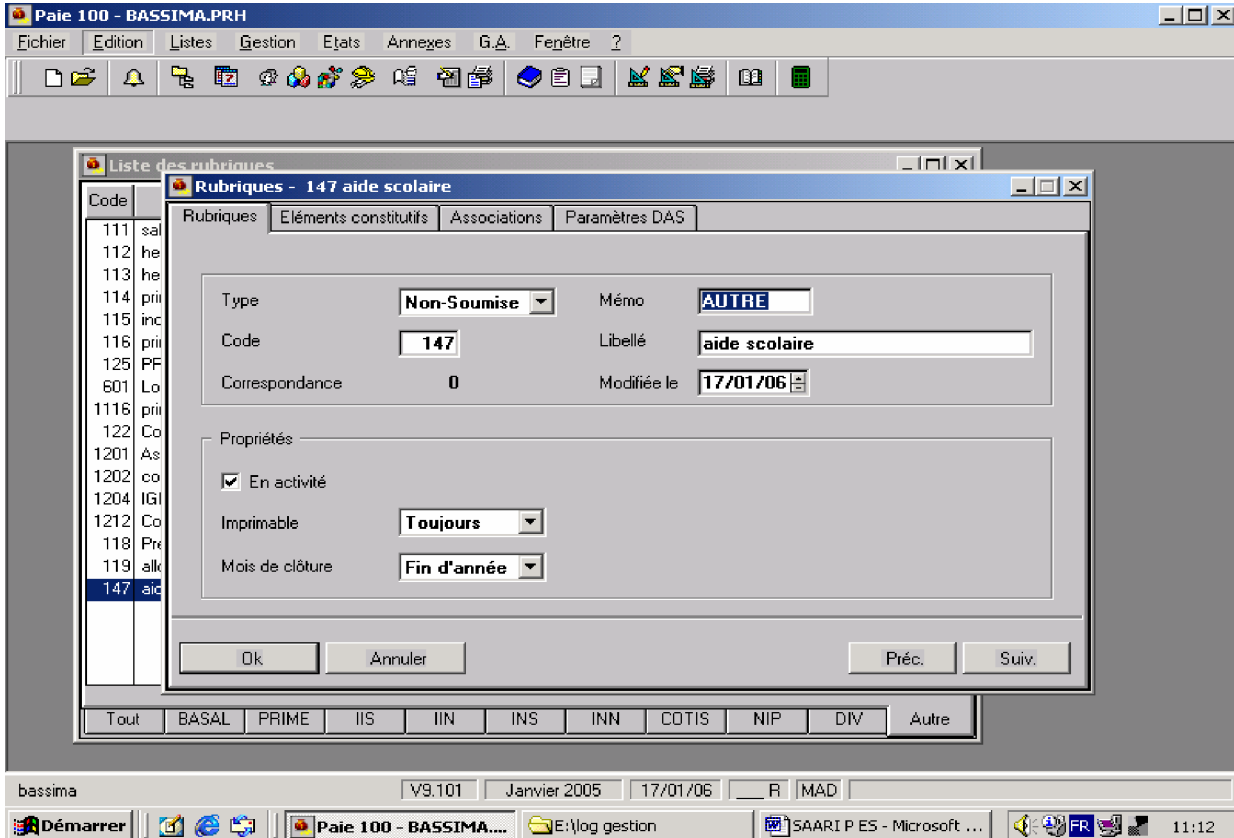 Paie 100 - BASSIMA.PRH
Fichier Edition Listes Gestion Etats Annexes G.A. Fenêtre ?
Liste des rubriques
Rubriques - 147 aide scolaire
Code
Rubriques Eléments constitutifs Associations Paramètres DAS
111 sal
112 he
113 he
114 pri
115 inc
116 pri
125 PF
601 Lo
1116 pri
122 Co
1201 As
1202 co
1204 IGI
1212 Co
118 Pré
119 allo
147 aid
Type Non-Soumise Mémo AUTRE
Code 147 Libellé aide scolaire
Correspondance 0 Modifiée le 17/01/06
Propriétés
En activité
Imprimable Toujours
Mois de clôture Fin d'année
Ok Annuler Préc. Suiv.
Tout BASAL PRIME IIS IIN INS INN COTIS NIP DIV Autre
bassima V9.101 Janvier 2005 17/01/06 ___ R MAD
Démarrer Paie 100 - BASSIMA.... E:\log gestion SAARI P ES - Microsoft ... FR 11:12